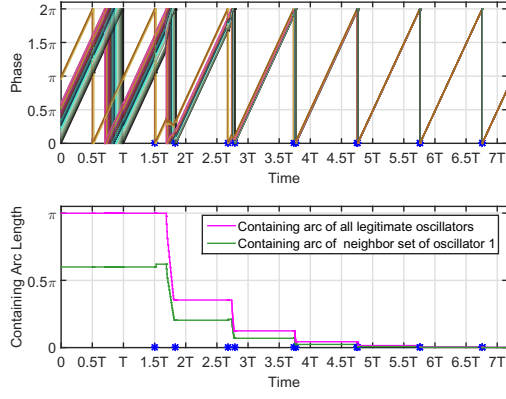 2π
1.5π
π
0.5π
0
Phase
0 0.5T T 1.5T 2T 2.5T 3T 3.5T 4T 4.5T 5T 5.5T 6T 6.5T 7T
Time
π
0.5π
0
Containing Arc Length
Containing arc of all legitimate oscillators
Containing arc of neighbor set of oscillator 1
0 0.5T T 1.5T 2T 2.5T 3T 3.5T 4T 4.5T 5T 5.5T 6T 6.5T 7T
Time